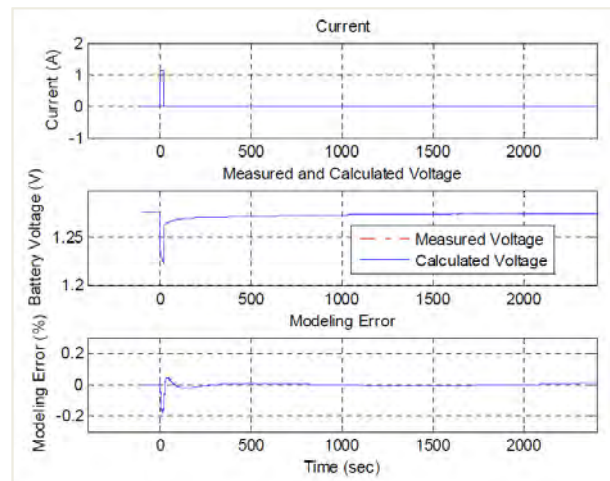 Current
Current (A)
2
1
0
-1
0 500 1000 1500 2000
Measured and Calculated Voltage
Battery Voltage (V)
1.25
1.2
Measured Voltage
Calculated Voltage
0 500 1000 1500 2000
Modeling Error
Modeling Error (%)
0.2
0
-0.2
0 500 1000 1500 2000
Time (sec)